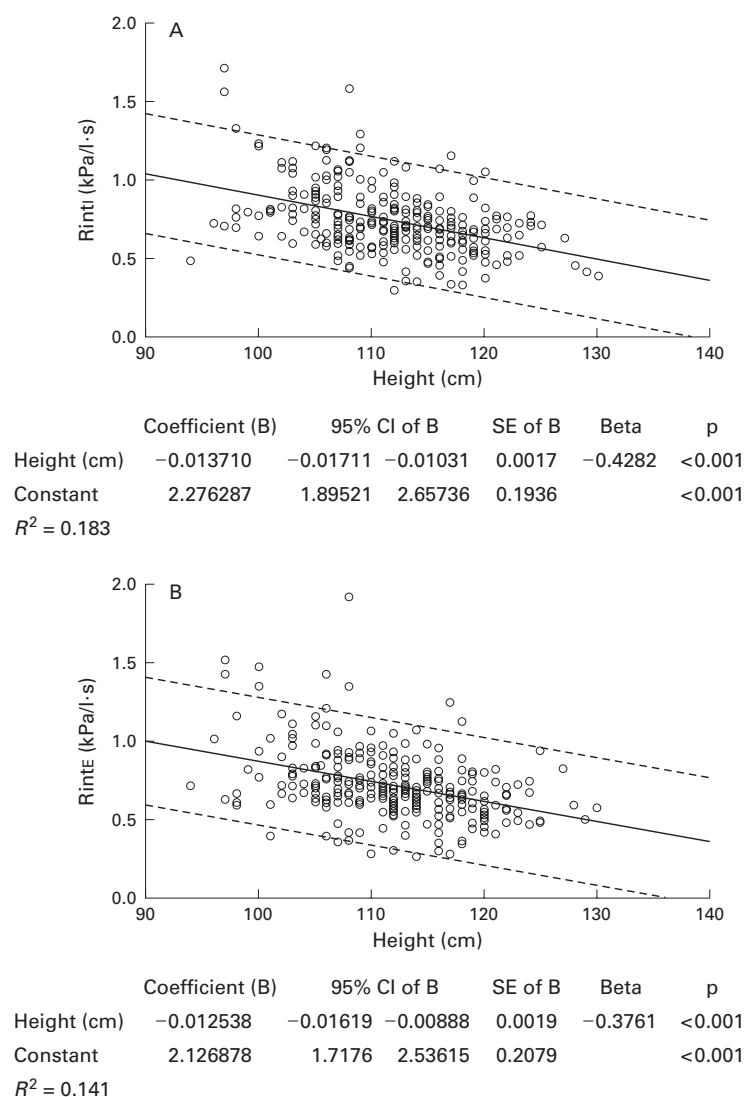 A
2.0
1.5
1.0
0.5
0.0
RintI (kPa/l·s)
90 100 110 120 130 140
Height (cm)
Coefficient (B) 95% CI of B SE of B Beta p
Height (cm) −0.013710 −0.01711 −0.01031 0.0017 −0.4282 <0.001
Constant 2.276287 1.89521 2.65736 0.1936 <0.001
R² = 0.183
B
2.0
1.5
1.0
0.5
0.0
RintE (kPa/l·s)
90 100 110 120 130 140
Height (cm)
Coefficient (B) 95% CI of B SE of B Beta p
Height (cm) −0.012538 −0.01619 −0.00888 0.0019 −0.3761 <0.001
Constant 2.126878 1.7176 2.53615 0.2079 <0.001
R² = 0.141